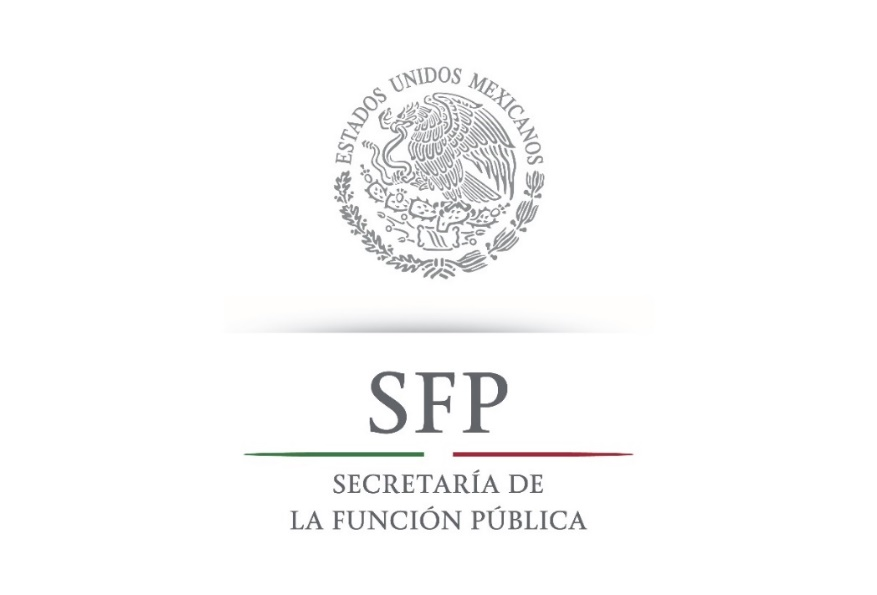 ESTADOS UNIDOS MEXICANOS
SFP
SECRETARÍA DE
LA FUNCIÓN PÚBLICA